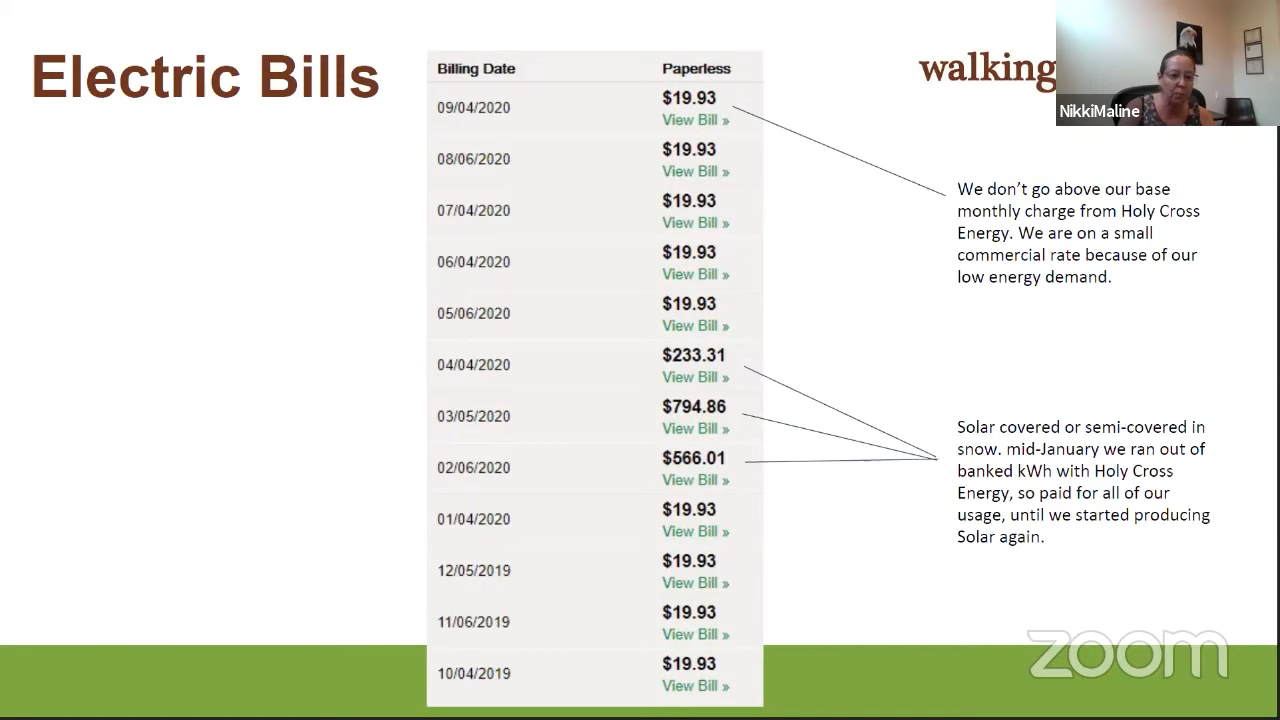 Electric Bills
walking
NikkiMaline
Billing Date Paperless
09/04/2020 $19.93
View Bill »
08/06/2020 $19.93
View Bill »
07/04/2020 $19.93
View Bill »
06/04/2020 $19.93
View Bill »
05/06/2020 $19.93
View Bill »
04/04/2020 $233.31
View Bill »
03/05/2020 $794.86
View Bill »
02/06/2020 $566.01
View Bill »
01/04/2020 $19.93
View Bill »
12/05/2019 $19.93
View Bill »
11/06/2019 $19.93
View Bill »
10/04/2019 $19.93
View Bill »
We don’t go above our base
monthly charge from Holy Cross
Energy. We are on a small
commercial rate because of our
low energy demand.
Solar covered or semi-covered in
snow. mid-January we ran out of
banked kWh with Holy Cross
Energy, so paid for all of our
usage, until we started producing
Solar again.
zoom